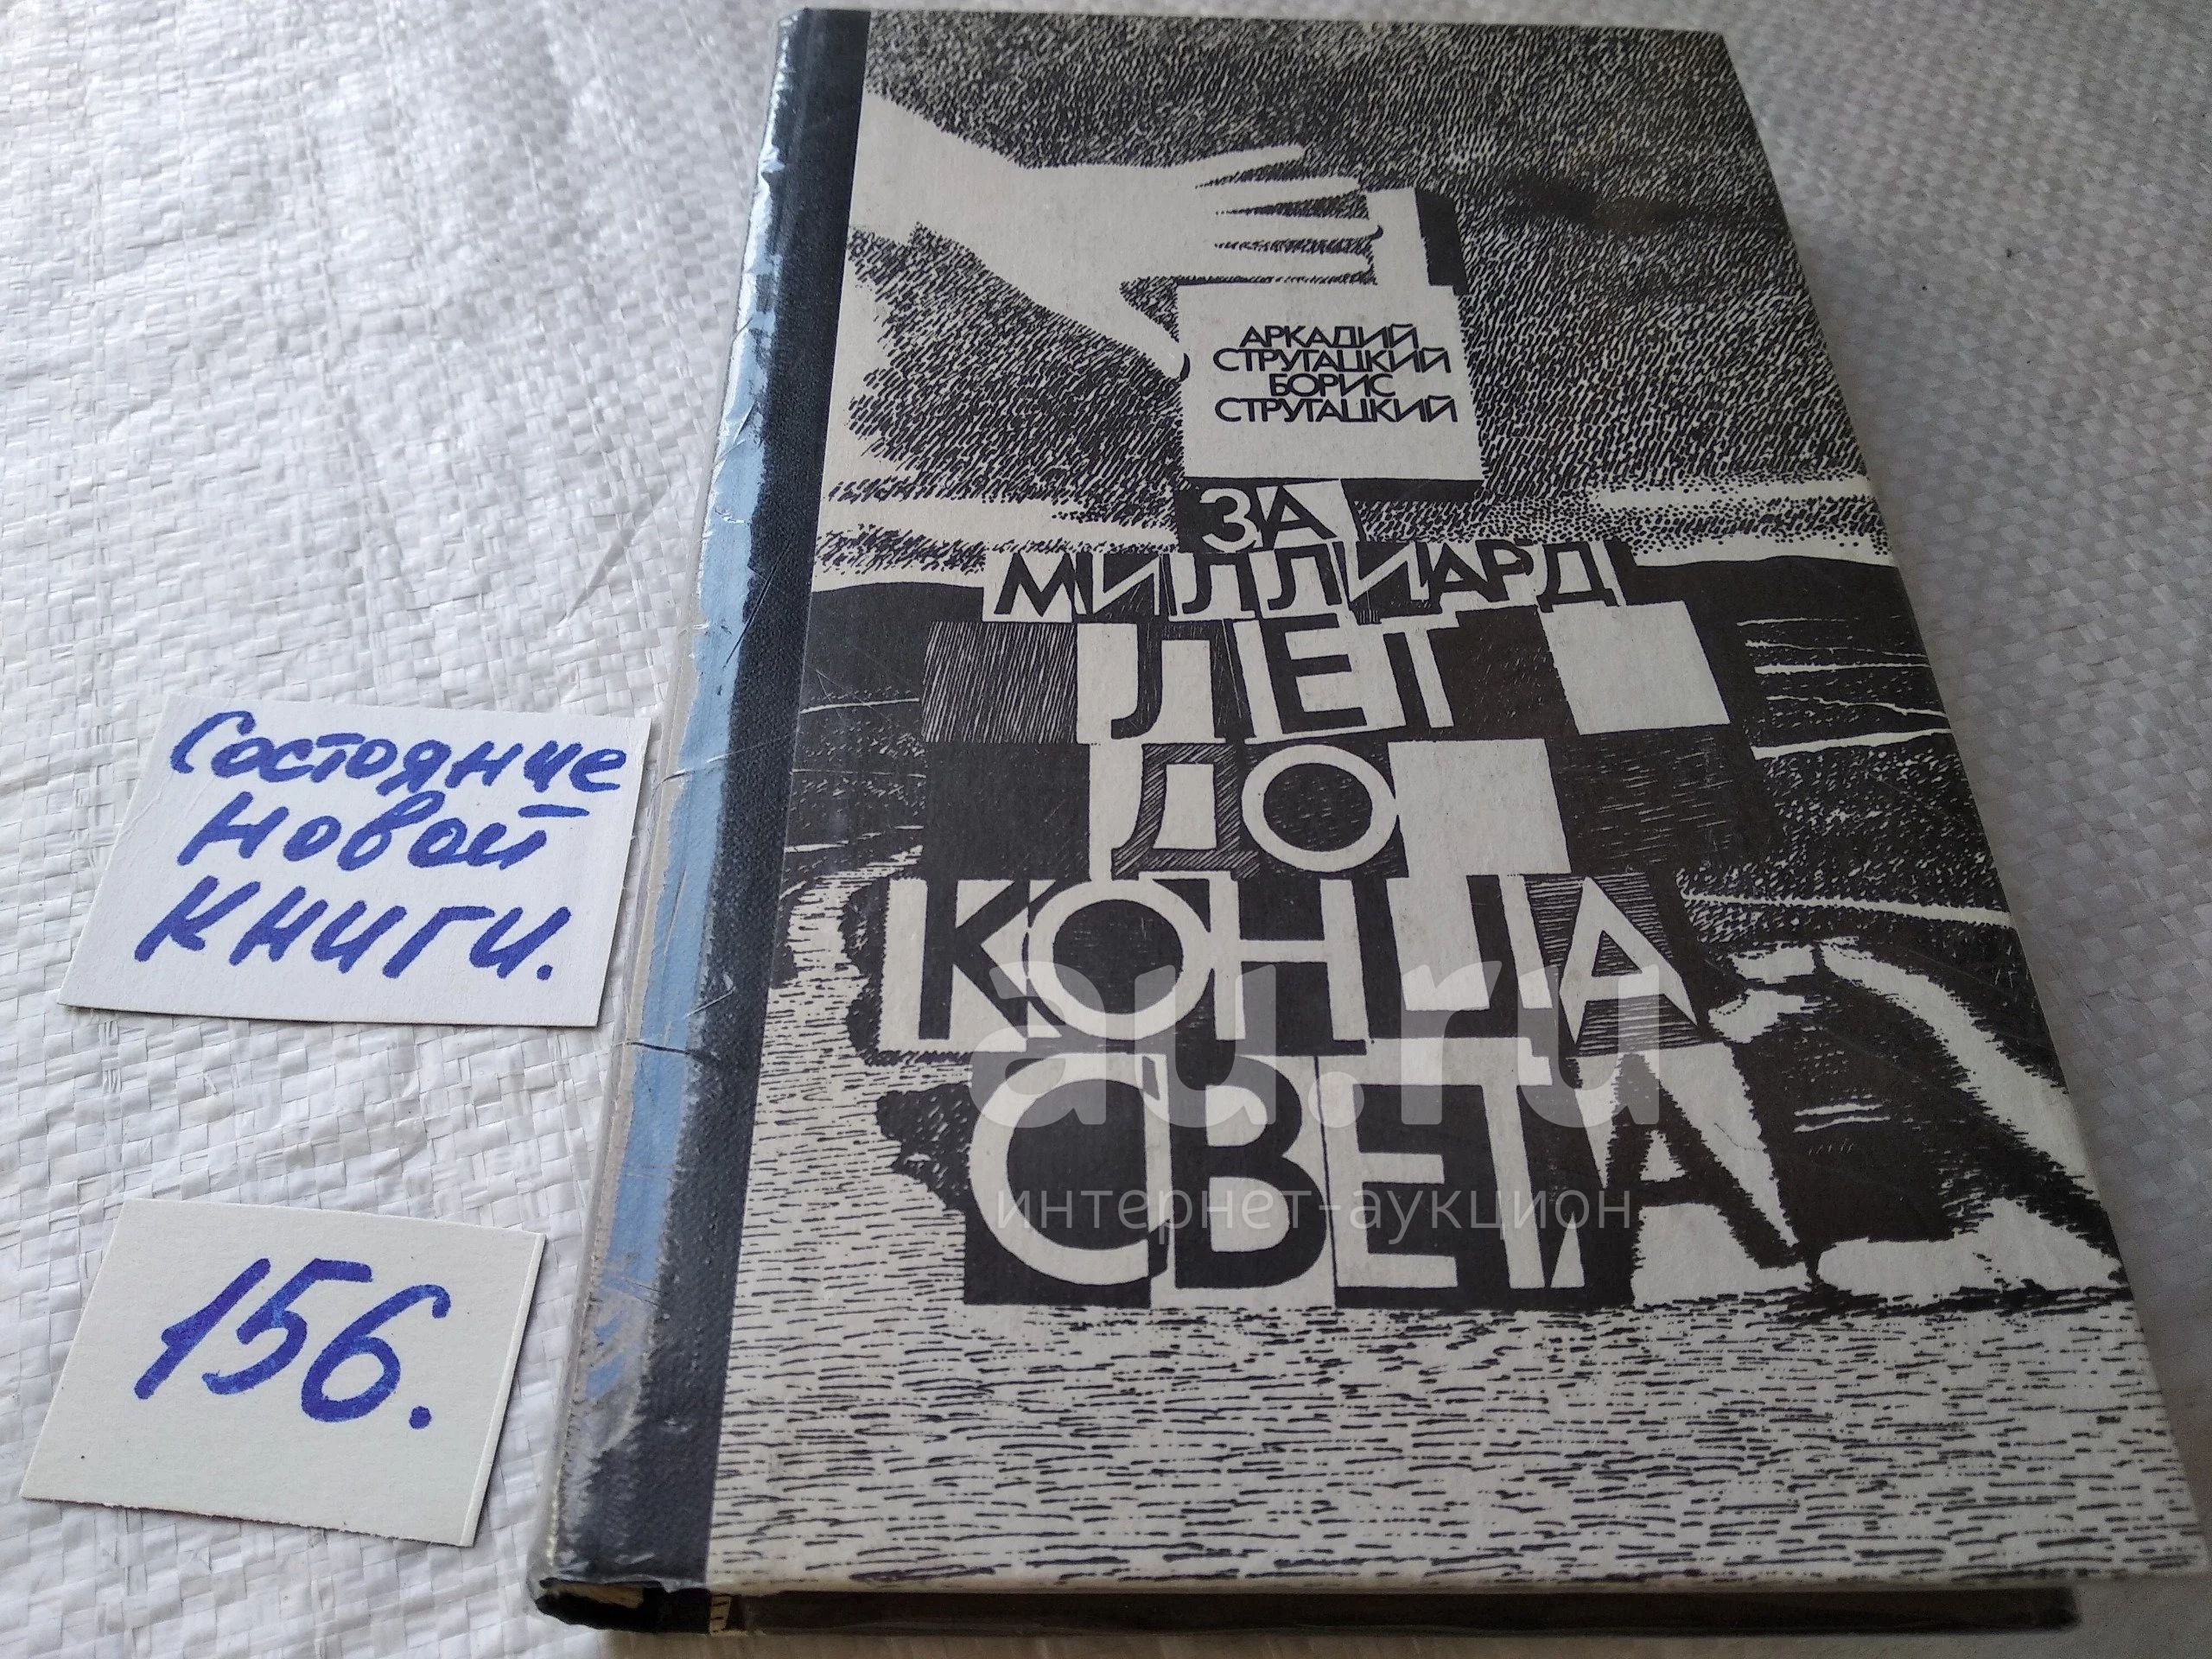 АРКАДИЙ
СТРУГАЦКИЙ
БОРИС
СТРУГАЦКИЙ
ЗА
МИЛЛИАРД
ЛЕТ
ДО
КОНЦА
СВЕТА
Состояние
новой
книги.
156.
au.ru
интернет-аукцион